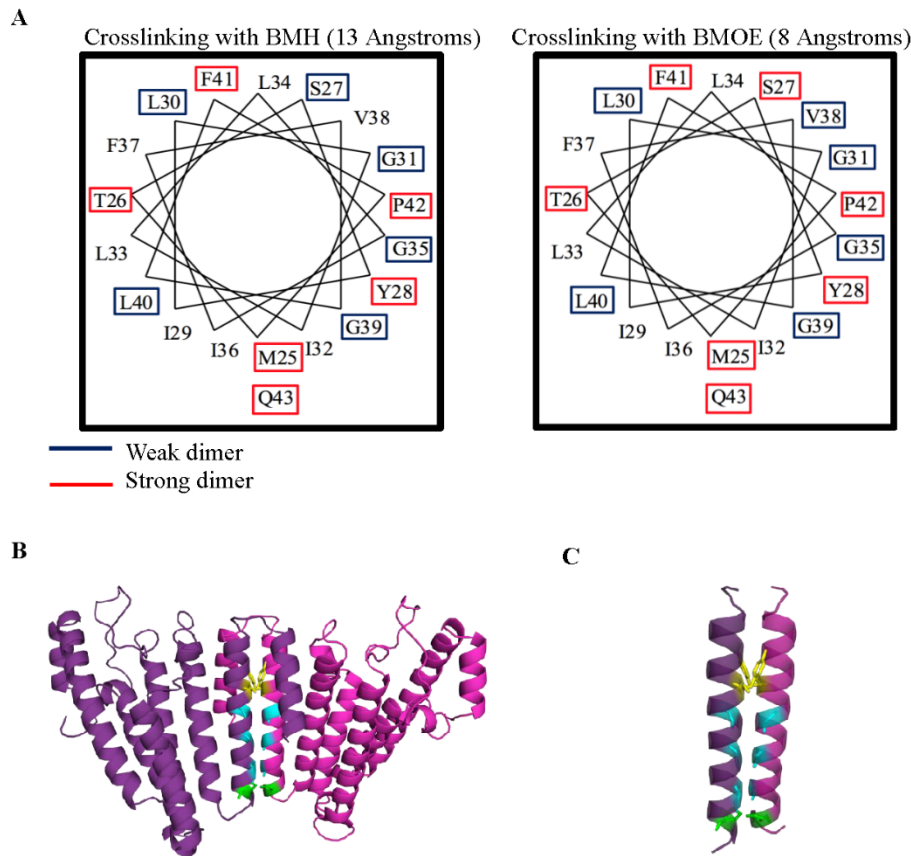 A
Crosslinking with BMH (13 Angstroms)
Crosslinking with BMOE (8 Angstroms)
F41
L34
S27
L30
V38
F37
G31
T26
P42
L33
G35
Y28
L40
G39
I29
I36
I32
M25
Q43
F41
L34
S27
L30
V38
F37
G31
T26
P42
L33
G35
Y28
L40
G39
I29
I36
I32
M25
Q43
Weak dimer
Strong dimer
B
C